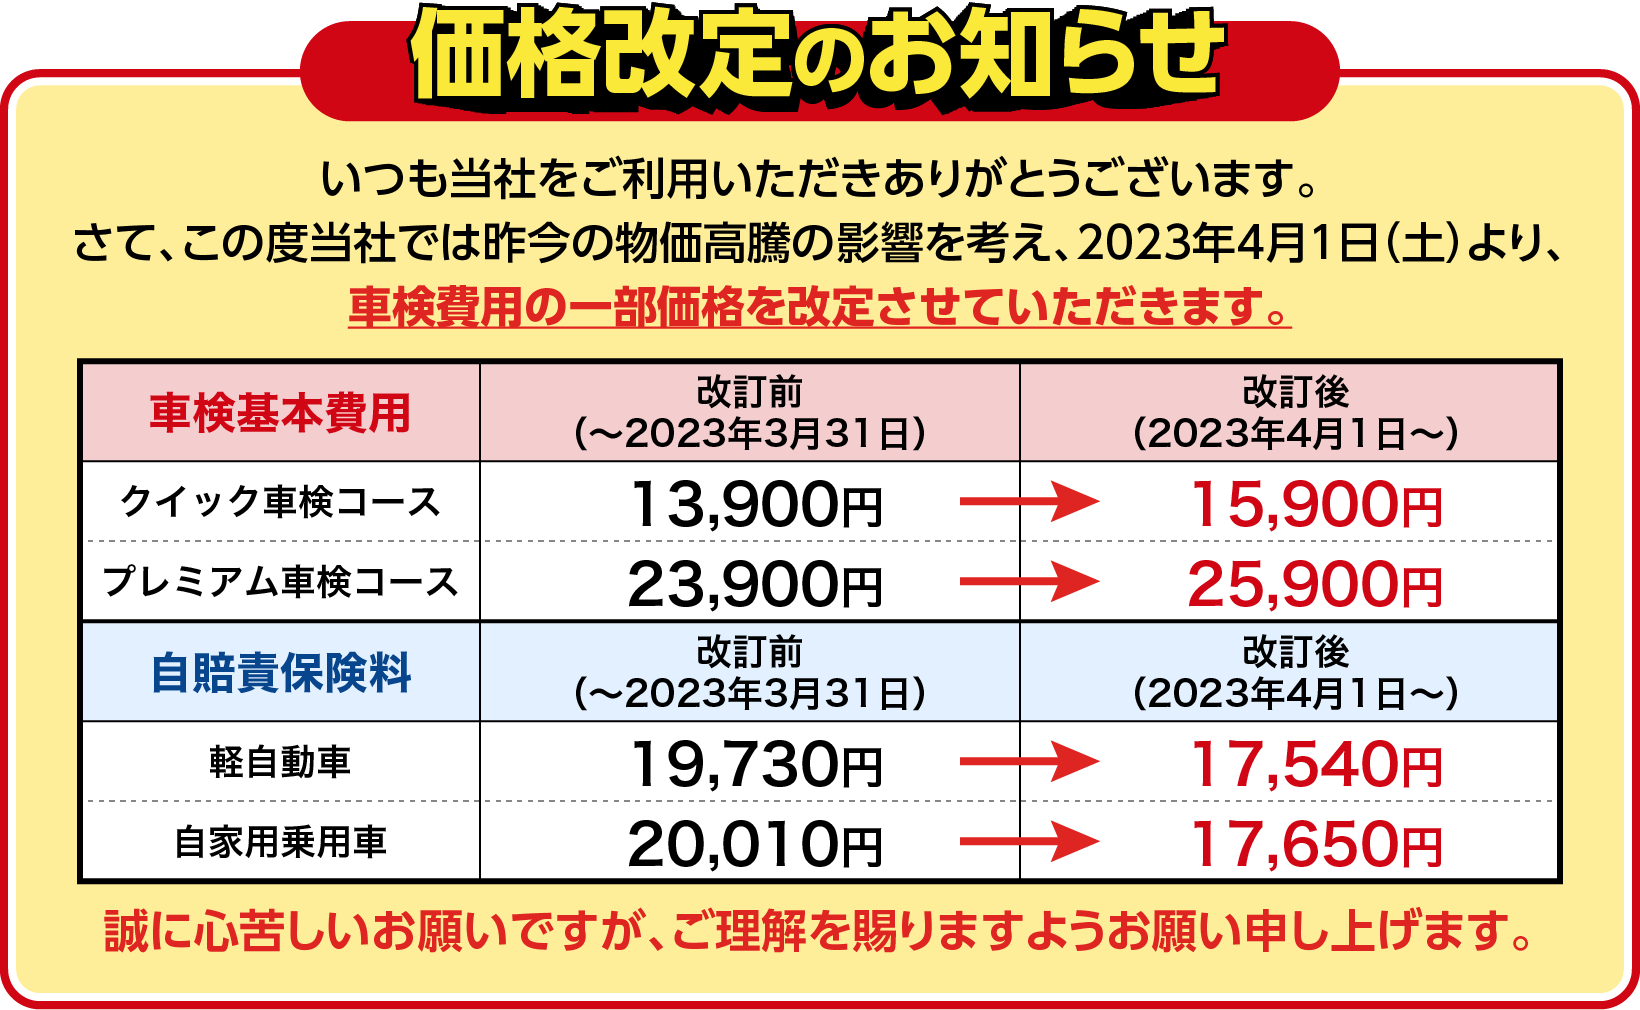 価格改定のお知らせ
いつも当社をご利用いただきありがとうございます。
さて、この度当社では昨今の物価高騰の影響を考え、2023年4月1日(土)より、
車検費用の一部価格を改定させていただきます。
車検基本費用 改訂前 改訂後
(～2023年3月31日) (2023年4月1日～)
クイック車検コース 13,900円 15,900円
プレミアム車検コース 23,900円 25,900円
自賠責保険料 改訂前 改訂後
(～2023年3月31日) (2023年4月1日～)
軽自動車 19,730円 17,540円
自家用乗用車 20,010円 17,650円
誠に心苦しいお願いですが、ご理解を賜りますようお願い申し上げます。